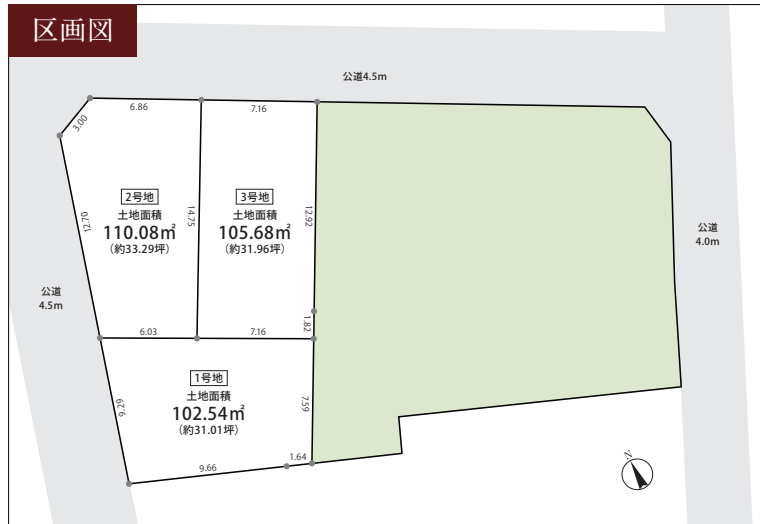 区画図
公道4.5m
6.86
7.16
3.00
2号地
土地面積
110.08㎡
(約33.29坪)
3号地
土地面積
105.68㎡
(約31.96坪)
12.70
14.75
12.92
公道
4.0m
公道
4.5m
1.82
6.03
7.16
1号地
土地面積
102.54㎡
(約31.01坪)
9.29
7.59
9.66
1.64
N